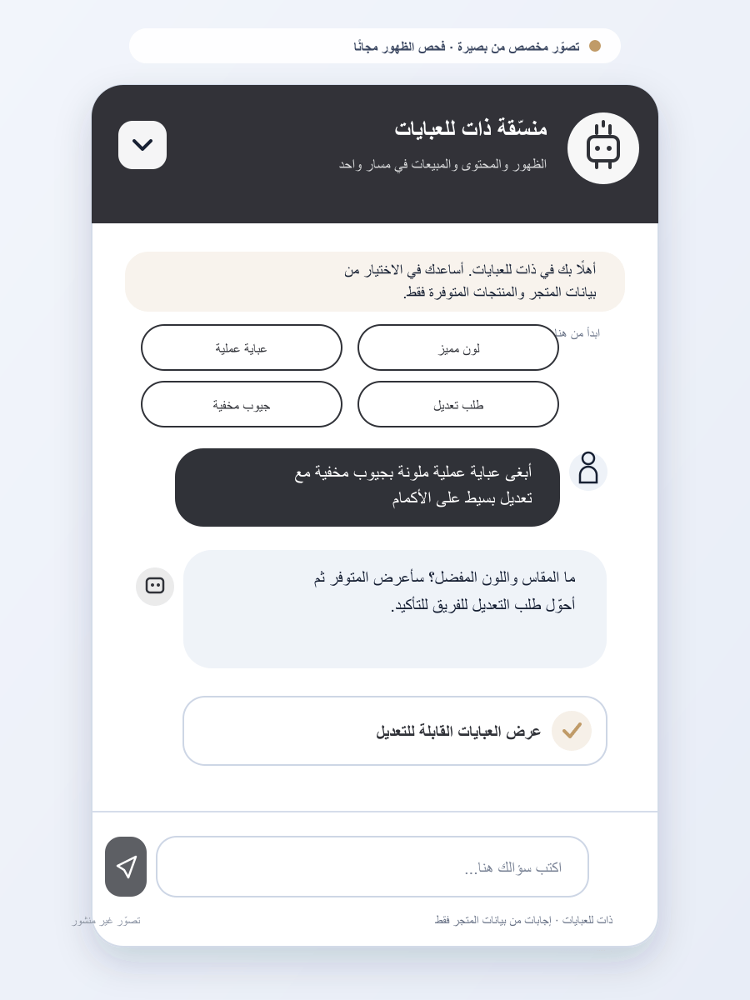 تصوّر مخصص من بصيرة · فحص الظهور مجانًا
منسّقة ذات للعبايات
الظهور والمحتوى والمبيعات في مسار واحد
أهلًا بك في ذات للعبايات. أساعدك في الاختيار من
بيانات المتجر والمنتجات المتوفرة فقط.
ابدأ من هنا
لون مميز
عباية عملية
طلب تعديل
جيوب مخفية
أبغى عباية عملية ملونة بجيوب مخفية مع
تعديل بسيط على الأكمام
ما المقاس واللون المفضل؟ سأعرض المتوفر ثم
أحوّل طلب التعديل للفريق للتأكيد.
عرض العبايات القابلة للتعديل
اكتب سؤالك هنا...
ذات للعبايات · إجابات من بيانات المتجر فقط
تصوّر غير منشور